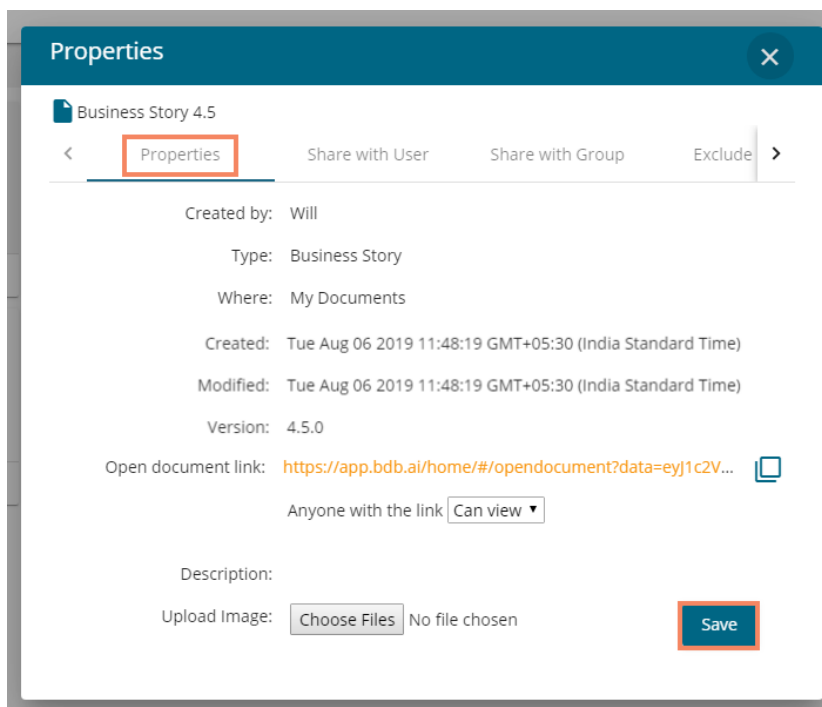 Properties
Business Story 4.5
Properties Share with User Share with Group Exclude
Created by: Will
Type: Business Story
Where: My Documents
Created: Tue Aug 06 2019 11:48:19 GMT+05:30 (India Standard Time)
Modified: Tue Aug 06 2019 11:48:19 GMT+05:30 (India Standard Time)
Version: 4.5.0
Open document link: https://app.bdb.ai/home/#/opendocument?data=eyJ1c2V...
Anyone with the link Can view
Description:
Upload Image: Choose Files No file chosen
Save